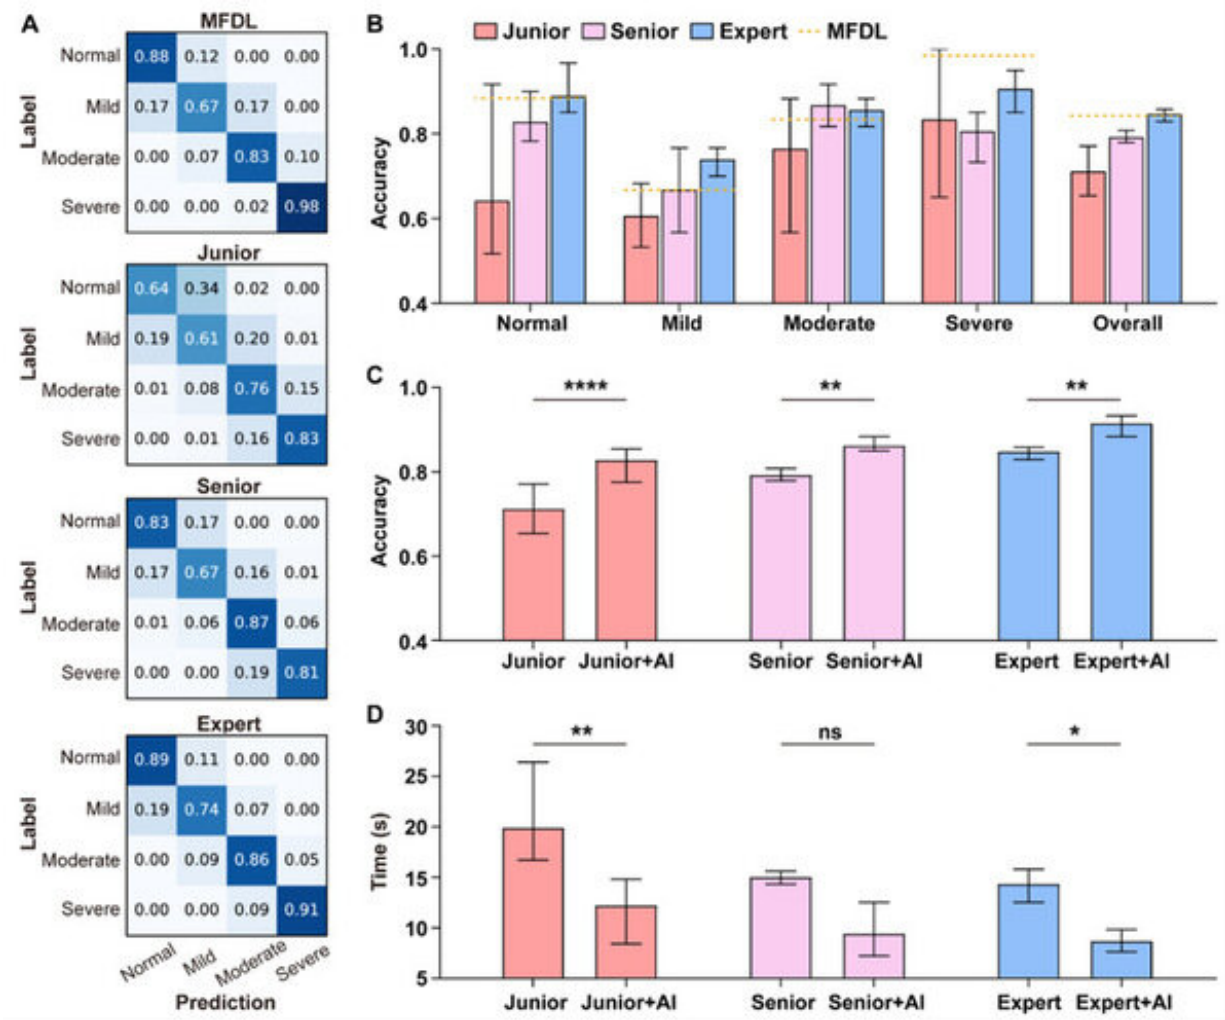 A
MFDL
Label
Normal 0.88 0.12 0.00 0.00
Mild 0.17 0.67 0.17 0.00
Moderate 0.00 0.07 0.83 0.10
Severe 0.00 0.00 0.02 0.98
Junior
Label
Normal 0.64 0.34 0.02 0.00
Mild 0.19 0.61 0.20 0.01
Moderate 0.01 0.08 0.76 0.15
Severe 0.00 0.01 0.16 0.83
Senior
Label
Normal 0.83 0.17 0.00 0.00
Mild 0.17 0.67 0.16 0.01
Moderate 0.01 0.06 0.87 0.06
Severe 0.00 0.00 0.19 0.81
Expert
Label
Normal 0.89 0.11 0.00 0.00
Mild 0.19 0.74 0.07 0.00
Moderate 0.00 0.09 0.86 0.05
Severe 0.00 0.00 0.09 0.91
Normal Mild Moderate Severe
Prediction
B
Junior Senior Expert MFDL
Accuracy
1.0
0.8
0.6
0.4
Normal Mild Moderate Severe Overall
C
Accuracy
1.0
0.8
0.6
0.4
**** ** **
Junior Junior+AI Senior Senior+AI Expert Expert+AI
D
Time (s)
30
25
20
15
10
5
** ns *
Junior Junior+AI Senior Senior+AI Expert Expert+AI